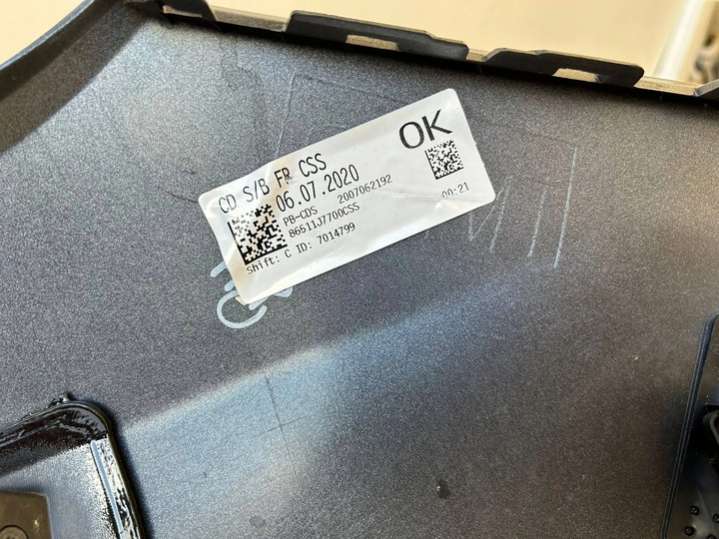 CD S/B FR CSS
OK
06.07.2020
PB-CDS 2007062192
86611J7700CSS
00:21
Shift: C ID: 7014799